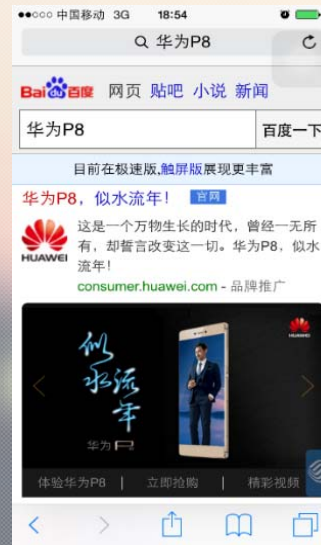 中国移动 3G 18:54
华为P8
Bai百度 网页 贴吧 小说 新闻
华为P8 百度一下
目前在极速版,触屏版展现更丰富
华为P8，似水流年！ 官网
这是一个万物生长的时代，曾经一无所
有，却誓言改变这一切。华为P8，似水
流年！
HUAWEI
consumer.huawei.com - 品牌推广
HUAWEI
似水流年
华为P8
体验华为P8 | 立即抢购 | 精彩视频